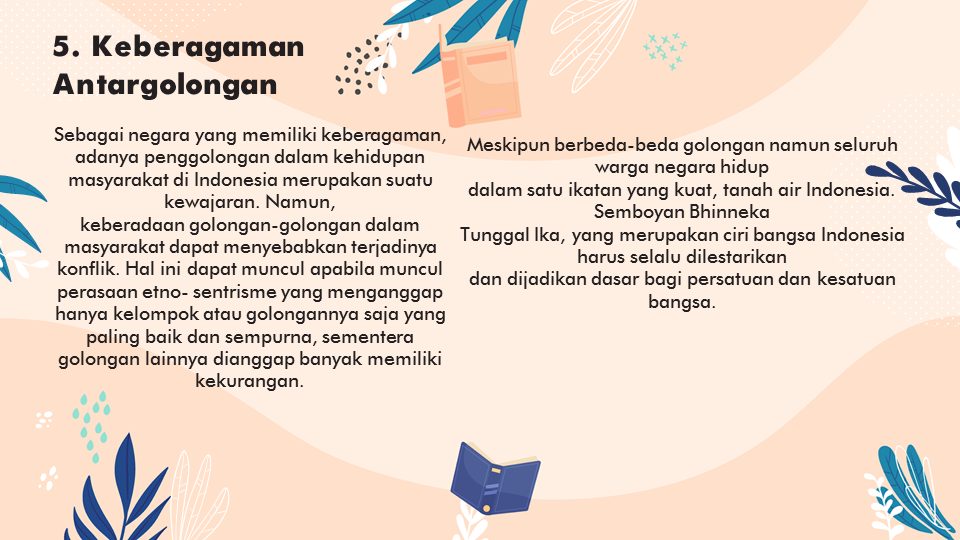 5. Keberagaman
Antargolongan
Sebagai negara yang memiliki keberagaman,
adanya penggolongan dalam kehidupan
masyarakat di Indonesia merupakan suatu
kewajaran. Namun,
keberadaan golongan-golongan dalam
masyarakat dapat menyebabkan terjadinya
konflik. Hal ini dapat muncul apabila muncul
perasaan etno- sentrisme yang menganggap
hanya kelompok atau golongannya saja yang
paling baik dan sempurna, sementera
golongan lainnya dianggap banyak memiliki
kekurangan.
Meskipun berbeda-beda golongan namun seluruh
warga negara hidup
dalam satu ikatan yang kuat, tanah air Indonesia.
Semboyan Bhinneka
Tunggal Ika, yang merupakan ciri bangsa Indonesia
harus selalu dilestarikan
dan dijadikan dasar bagi persatuan dan kesatuan
bangsa.